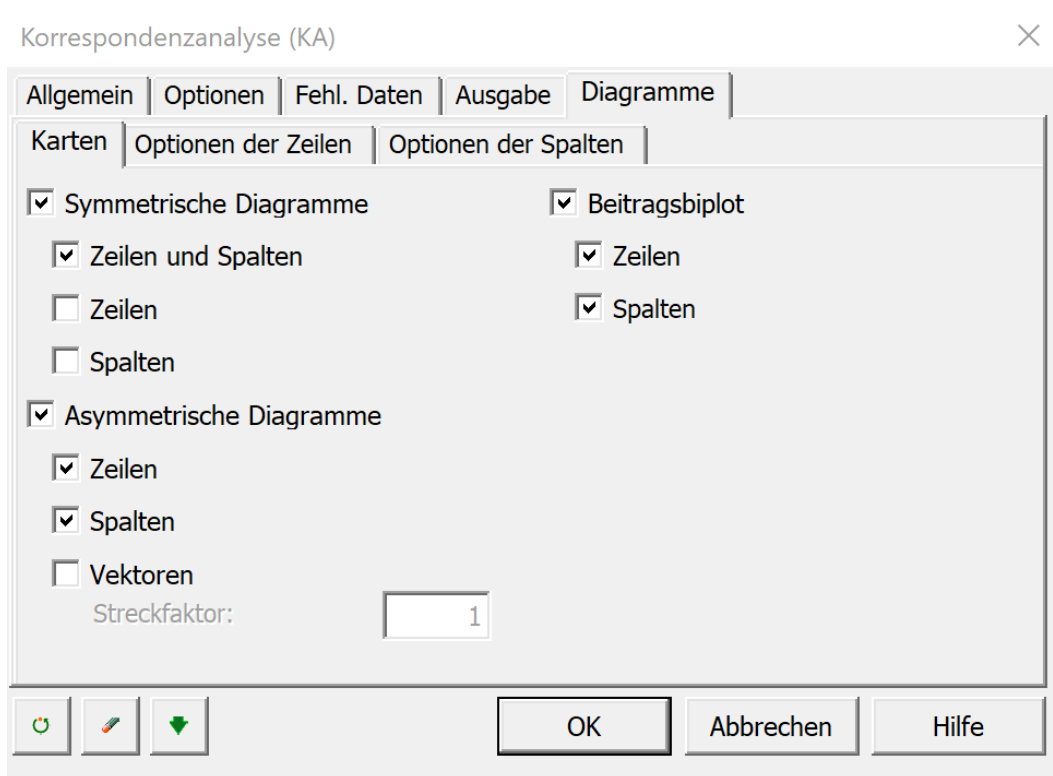 Korrespondenzanalyse (KA)
Allgemein Optionen Fehl. Daten Ausgabe Diagramme
Karten Optionen der Zeilen Optionen der Spalten
Symmetrische Diagramme
Zeilen und Spalten
Zeilen
Spalten
Asymmetrische Diagramme
Zeilen
Spalten
Vektoren
Streckfaktor: 1
Beitragsbiplot
Zeilen
Spalten
OK Abbrechen Hilfe